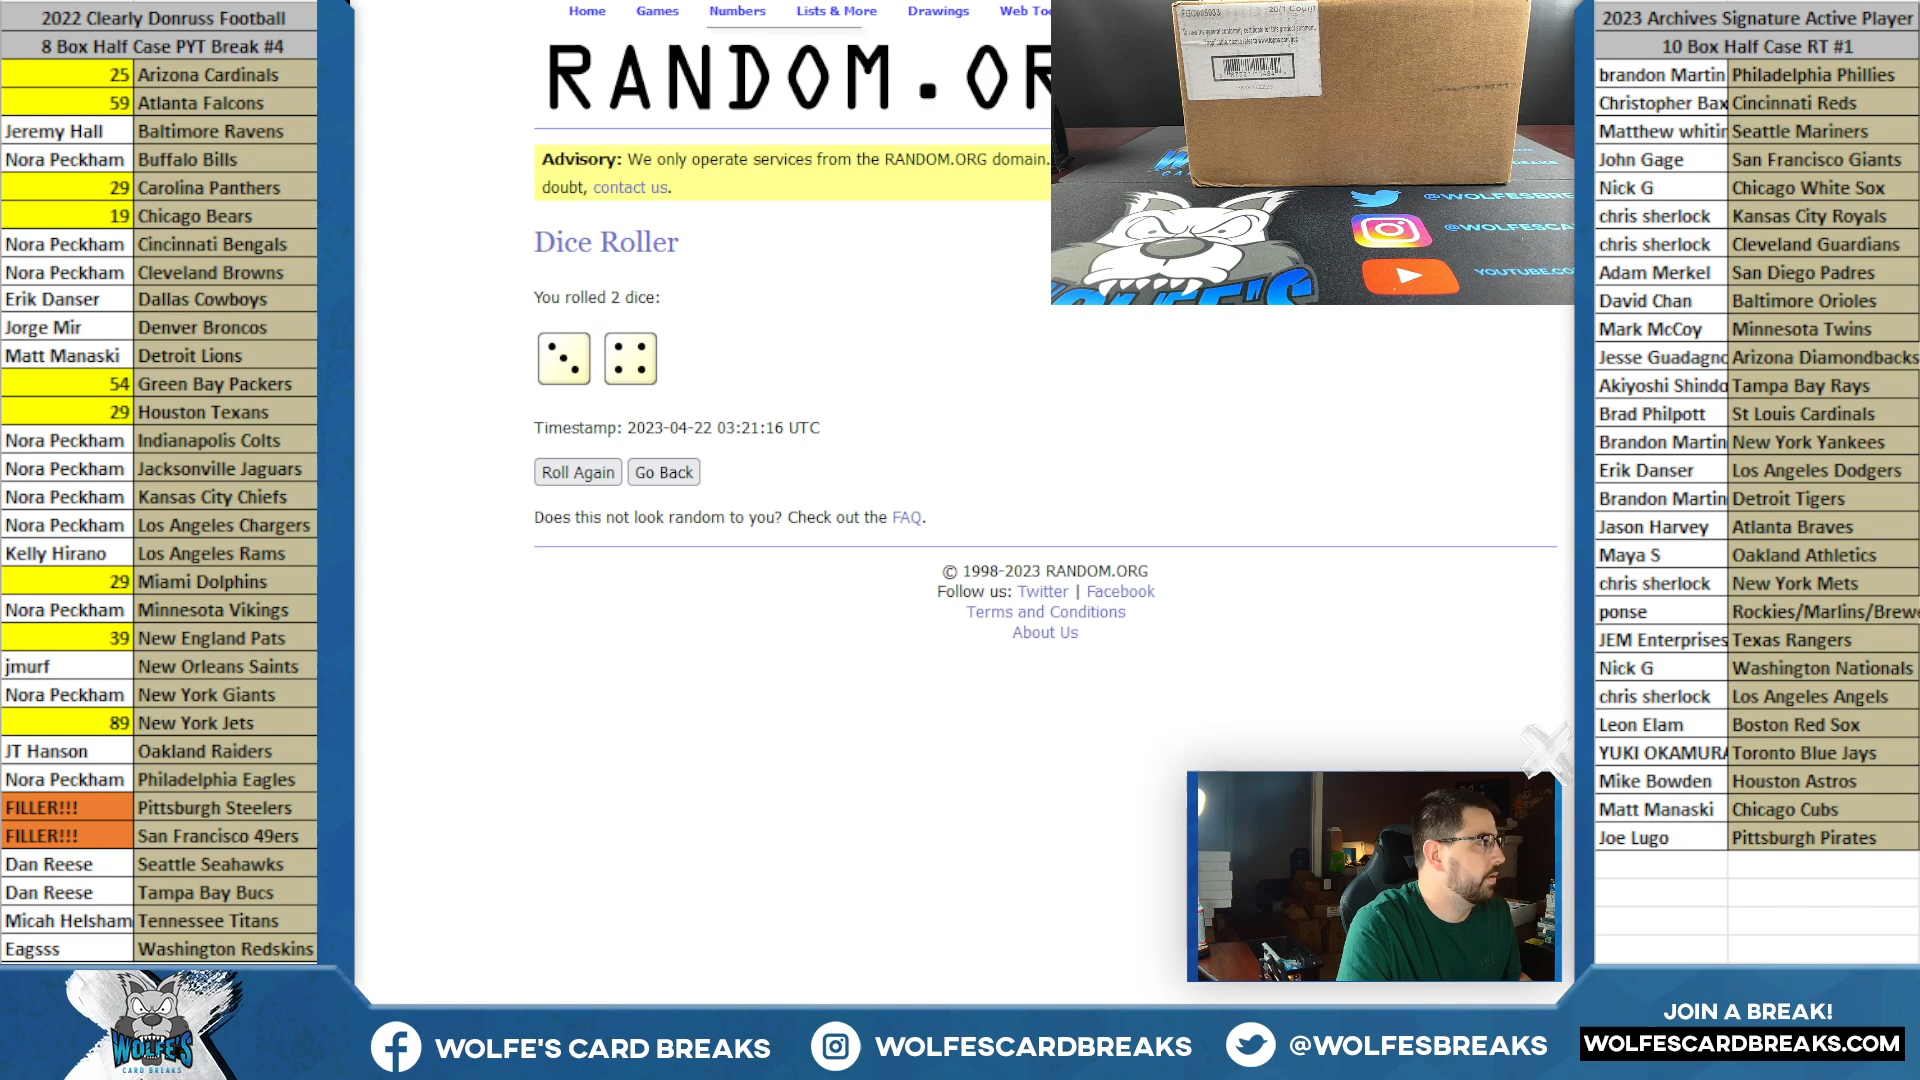 2022 Clearly Donruss Football
8 Box Half Case PYT Break #4
25 Arizona Cardinals
59 Atlanta Falcons
Jeremy Hall Baltimore Ravens
Nora Peckham Buffalo Bills
29 Carolina Panthers
19 Chicago Bears
Nora Peckham Cincinnati Bengals
Nora Peckham Cleveland Browns
Erik Danser Dallas Cowboys
Jorge Mir Denver Broncos
Matt Manaski Detroit Lions
54 Green Bay Packers
29 Houston Texans
Nora Peckham Indianapolis Colts
Nora Peckham Jacksonville Jaguars
Nora Peckham Kansas City Chiefs
Nora Peckham Los Angeles Chargers
Kelly Hirano Los Angeles Rams
29 Miami Dolphins
Nora Peckham Minnesota Vikings
39 New England Pats
jmurf New Orleans Saints
Nora Peckham New York Giants
89 New York Jets
JT Hanson Oakland Raiders
Nora Peckham Philadelphia Eagles
FILLER!!! Pittsburgh Steelers
FILLER!!! San Francisco 49ers
Dan Reese Seattle Seahawks
Dan Reese Tampa Bay Bucs
Micah Helsham Tennessee Titans
Eagsss Washington Redskins
Home Games Numbers Lists & More Drawings Web To
RANDOM.OR
Advisory: We only operate services from the RANDOM.ORG domain.
doubt, contact us.
Dice Roller
You rolled 2 dice:
Timestamp: 2023-04-22 03:21:16 UTC
Roll Again Go Back
Does this not look random to you? Check out the FAQ.
© 1998-2023 RANDOM.ORG
Follow us: Twitter | Facebook
Terms and Conditions
About Us
20/1 Count
@WOLFESBRE
@WOLFESCA
YOUTUBE.CO
WOLFE'S
2023 Archives Signature Active Player
10 Box Half Case RT #1
brandon Martin Philadelphia Phillies
Christopher Bax Cincinnati Reds
Matthew whitin Seattle Mariners
John Gage San Francisco Giants
Nick G Chicago White Sox
chris sherlock Kansas City Royals
chris sherlock Cleveland Guardians
Adam Merkel San Diego Padres
David Chan Baltimore Orioles
Mark McCoy Minnesota Twins
Jesse Guadagno Arizona Diamondbacks
Akiyoshi Shindo Tampa Bay Rays
Brad Philpott St Louis Cardinals
Brandon Martin New York Yankees
Erik Danser Los Angeles Dodgers
Brandon Martin Detroit Tigers
Jason Harvey Atlanta Braves
Maya S Oakland Athletics
chris sherlock New York Mets
ponse Rockies/Marlins/Brewe
JEM Enterprises Texas Rangers
Nick G Washington Nationals
chris sherlock Los Angeles Angels
Leon Elam Boston Red Sox
YUKI OKAMURA Toronto Blue Jays
Mike Bowden Houston Astros
Matt Manaski Chicago Cubs
Joe Lugo Pittsburgh Pirates
WOLFE'S
CARD BREAKS
WOLFE'S CARD BREAKS
WOLFESCARDBREAKS
@WOLFESBREAKS
JOIN A BREAK!
WOLFESCARDBREAKS.COM